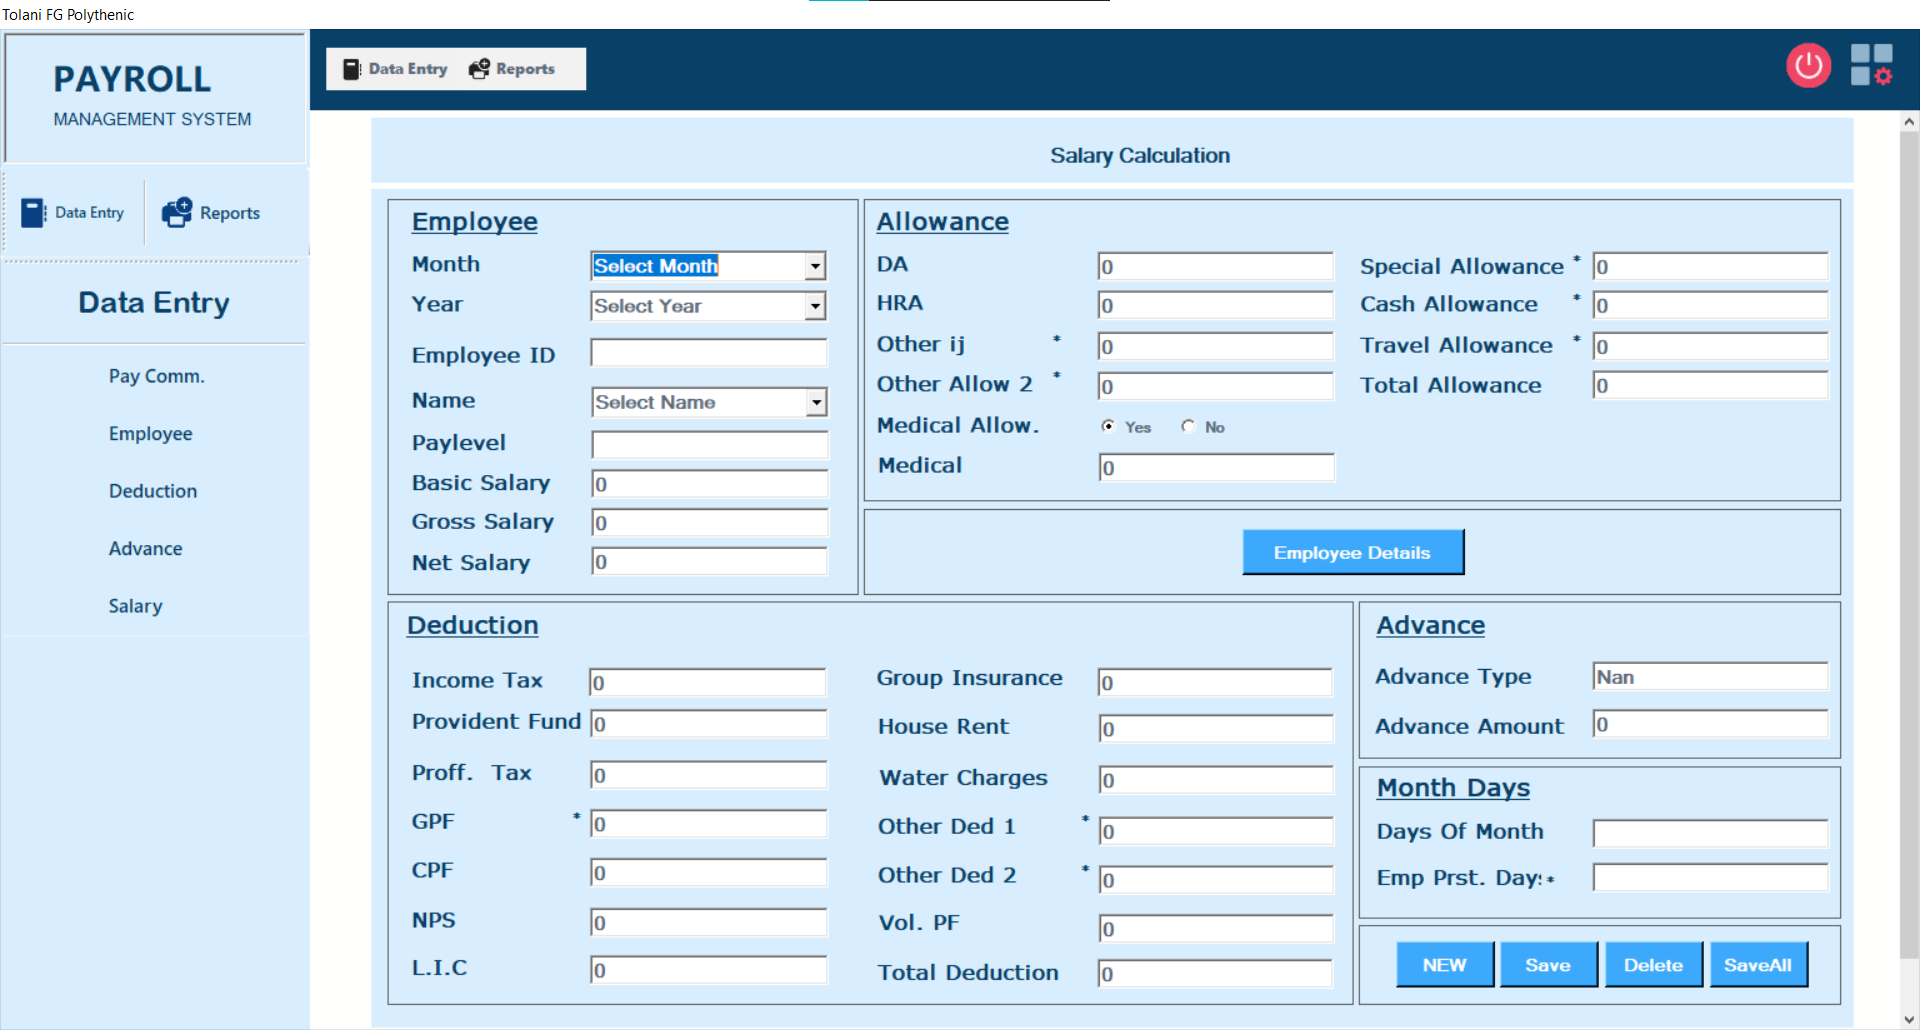 Tolani FG Polythenic
PAYROLL
MANAGEMENT SYSTEM
Data Entry
Reports
Data Entry
Reports
Data Entry
Pay Comm.
Employee
Deduction
Advance
Salary
Salary Calculation
Employee
Month
Select Month
Year
Select Year
Employee ID
Name
Select Name
Paylevel
Basic Salary
0
Gross Salary
0
Net Salary
0
Allowance
DA
0
HRA
0
Other ij *
0
Other Allow 2 *
0
Medical Allow.
Yes
No
Medical
0
Special Allowance *
0
Cash Allowance *
0
Travel Allowance *
0
Total Allowance
0
Employee Details
Deduction
Income Tax
0
Provident Fund
0
Proff. Tax
0
GPF *
0
CPF
0
NPS
0
L.I.C
0
Group Insurance
0
House Rent
0
Water Charges
0
Other Ded 1 *
0
Other Ded 2 *
0
Vol. PF
0
Total Deduction
0
Advance
Advance Type
Nan
Advance Amount
0
Month Days
Days Of Month
Emp Prst. Days *
NEW
Save
Delete
SaveAll